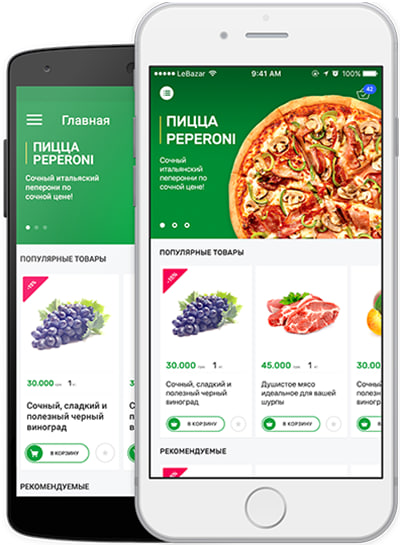 Главная
ПИЦЦА
PEPERONI
Сочный итальянский
пеперони по
сочной цене!
ПОПУЛЯРНЫЕ ТОВАРЫ
-15%
30.000 сум 1 кг
Сочный, сладкий и
полезный черный
виноград
В КОРЗИНУ
РЕКОМЕНДУЕМЫЕ
LeBazar
9:41 AM
100%
42
ПИЦЦА
PEPERONI
Сочный
итальянский
пеперонни по
сочной цене!
ПОПУЛЯРНЫЕ ТОВАРЫ
-15%
30.000 сум 1 кг
Сочный, сладкий и
полезный черный
виноград
В КОРЗИНУ
45.000 сум 1 кг
Душистое мясо
идеальное для вашей
шурпы
В КОРЗИНУ
РЕКОМЕНДУЕМЫЕ